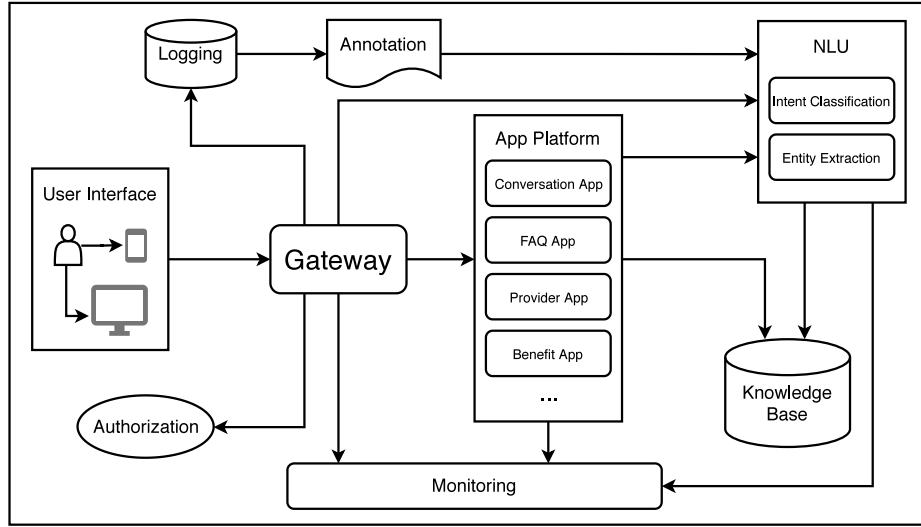 Logging
Annotation
NLU
Intent Classification
Entity Extraction
App Platform
Conversation App
FAQ App
Provider App
Benefit App
...
User Interface
Gateway
Authorization
Knowledge
Base
Monitoring